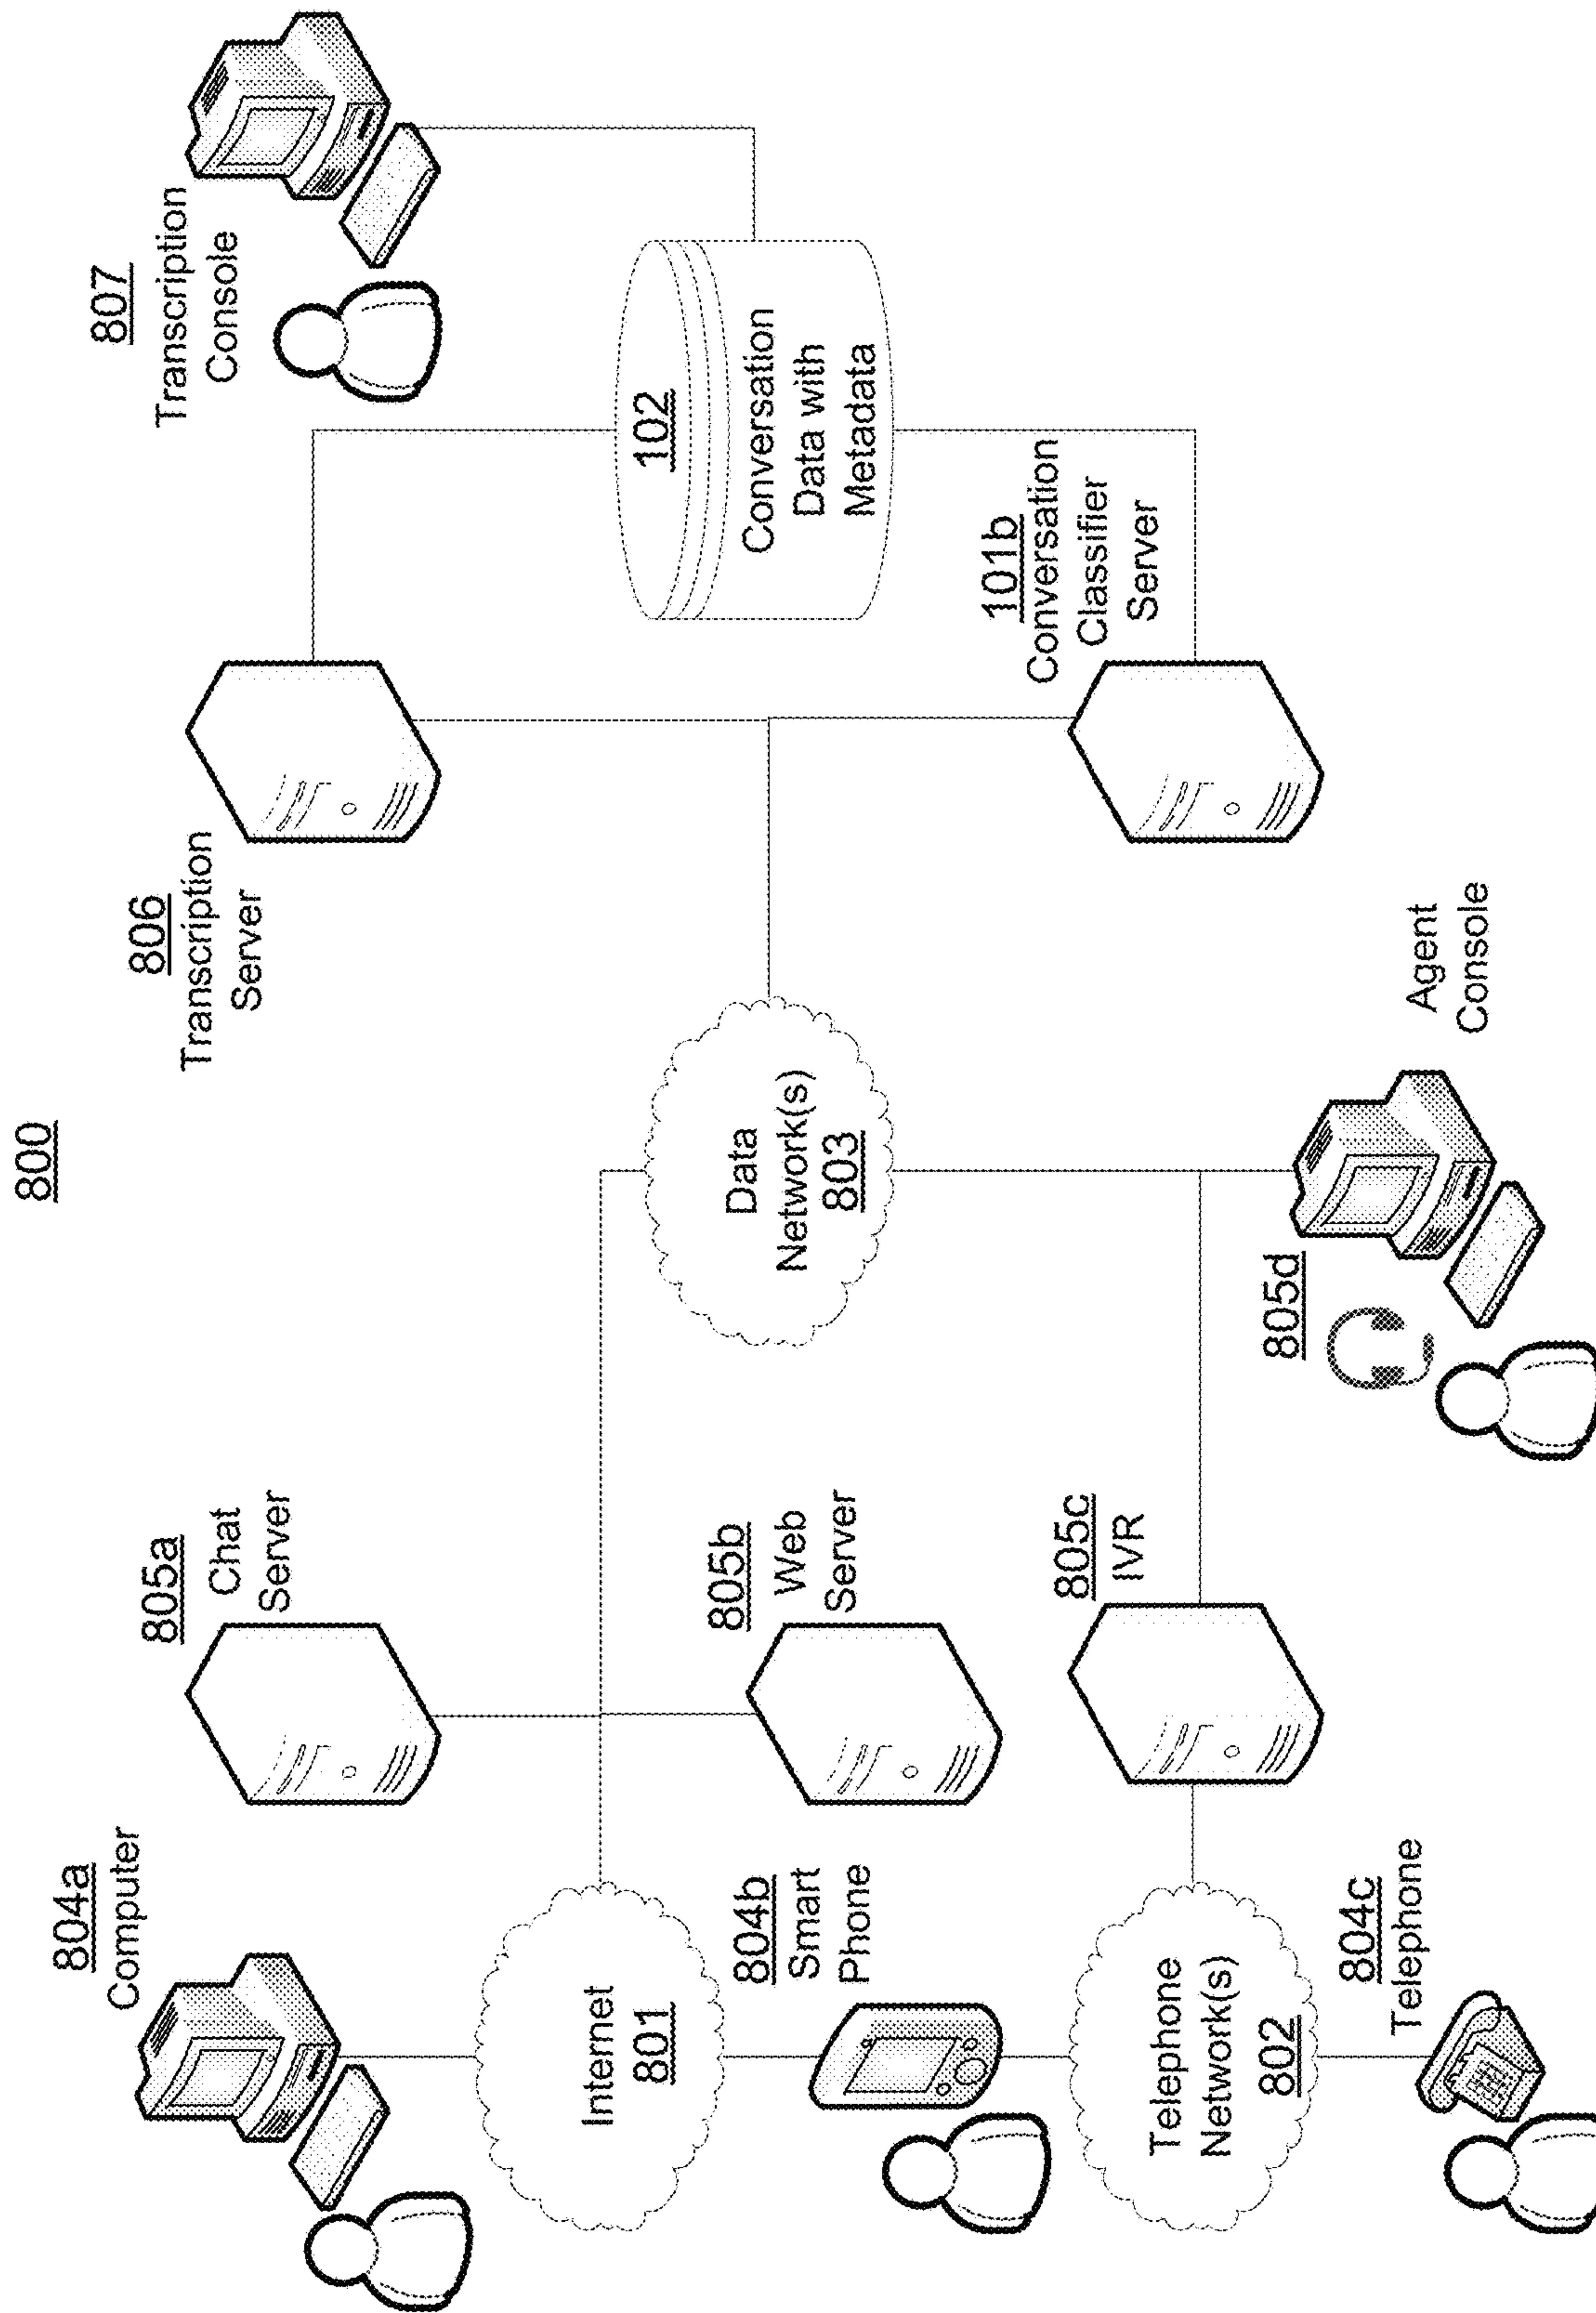 800
804a
Computer
805a
Chat
Server
806
Transcription
Server
807
Transcription
Console
Internet
801
804b
Smart
Phone
805b
Web
Server
Data
Network(s)
803
102
Conversation
Data with
Metadata
Telephone
Network(s)
802
805c
IVR
101b
Conversation
Classifier
Server
804c
Telephone
805d
Agent
Console